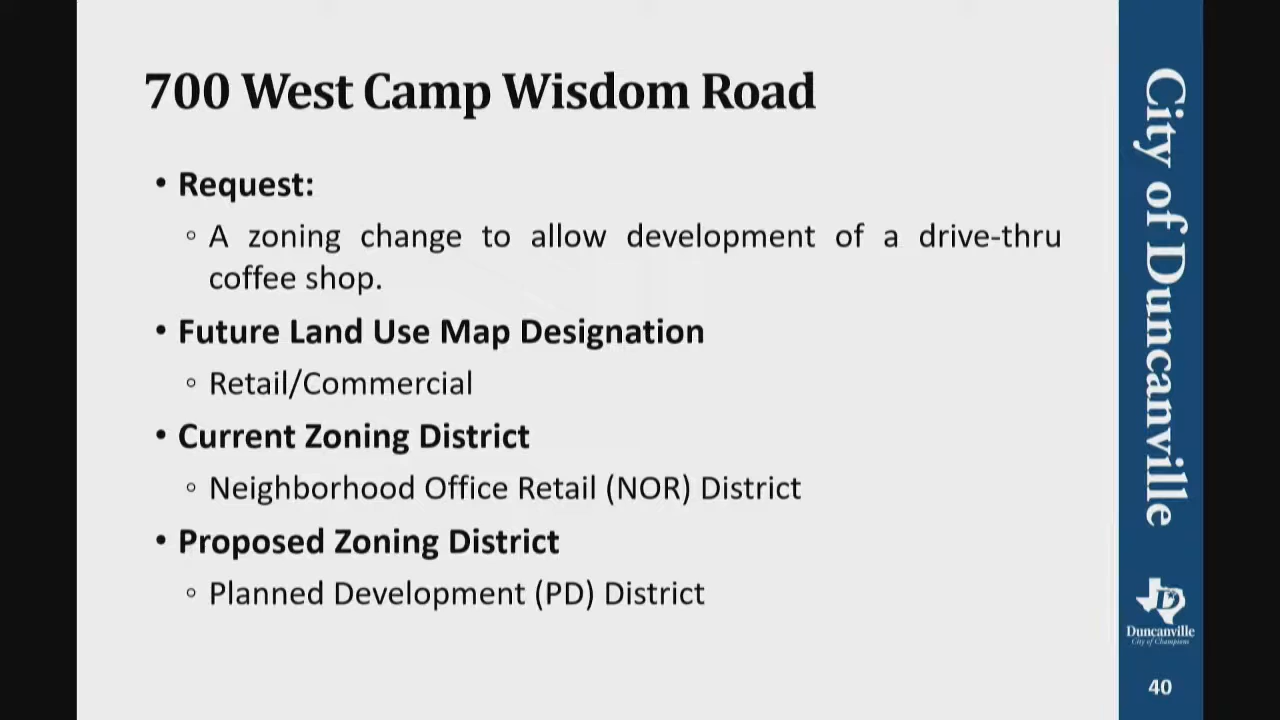 700 West Camp Wisdom Road
• Request:
◦ A zoning change to allow development of a drive-thru
coffee shop.
• Future Land Use Map Designation
◦ Retail/Commercial
• Current Zoning District
◦ Neighborhood Office Retail (NOR) District
• Proposed Zoning District
◦ Planned Development (PD) District
City of Duncanville
D
Duncanville
City of Champions
40